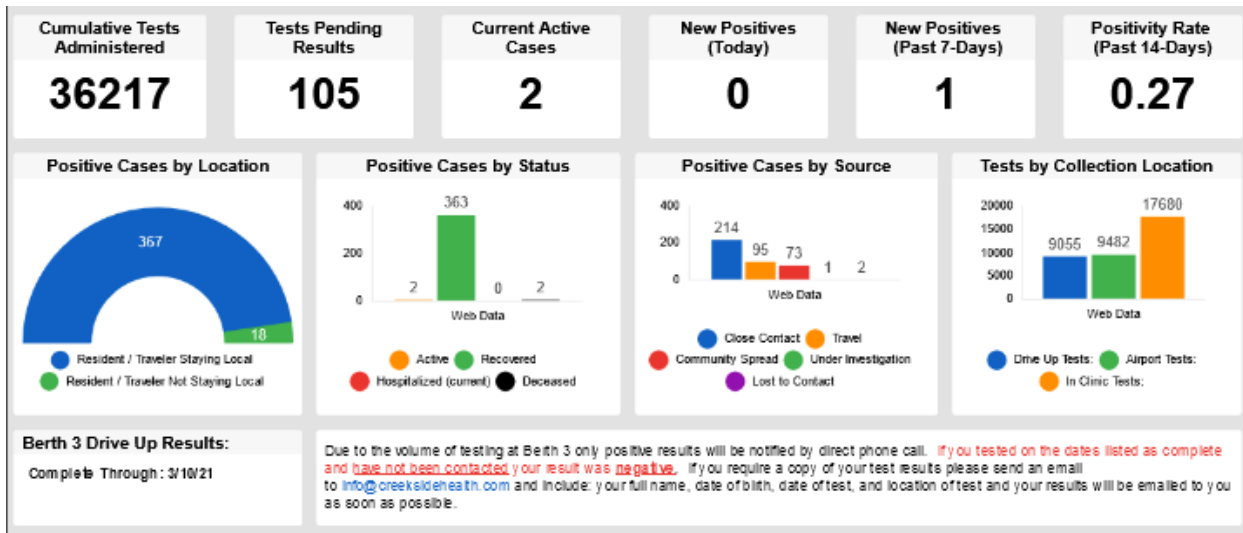 Cumulative Tests
Administered
36217
Tests Pending
Results
105
Current Active
Cases
2
New Positives
(Today)
0
New Positives
(Past 7-Days)
1
Positivity Rate
(Past 14-Days)
0.27
Positive Cases by Location
367
18
Resident / Traveler Staying Local
Resident / Traveler Not Staying Local
Positive Cases by Status
400
200
0
2
363
0
2
Web Data
Active Recovered
Hospitalized (current) Deceased
Positive Cases by Source
400
200
0
214
95
73
1
2
Web Data
Close Contact Travel
Community Spread Under Investigation
Lost to Contact
Tests by Collection Location
20000
15000
10000
5000
0
9055
9482
17680
Web Data
Drive Up Tests: Airport Tests:
In Clinic Tests:
Berth 3 Drive Up Results:
Complete Through: 3/10/21
Due to the volume of testing at Berth 3 only positive results will be notified by direct phone call. If you tested on the dates listed as complete
and have not been contacted your result was negative. If you require a copy of your test results please send an email
to info@creeksidehealth.com and include: your full name, date of birth, date of test, and location of test and your results will be emailed to you
as soon as possible.